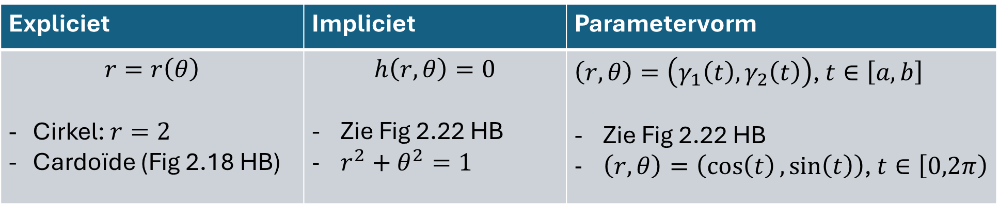 Expliciet
Impliciet
Parametervorm
r = r(θ)
h(r, θ) = 0
(r, θ) = (γ₁(t), γ₂(t)), t ∈ [a, b]
- Cirkel: r = 2
- Cardoïde (Fig 2.18 HB)
- Zie Fig 2.22 HB
- r² + θ² = 1
- Zie Fig 2.22 HB
- (r, θ) = (cos(t) , sin(t)), t ∈ [0,2π)